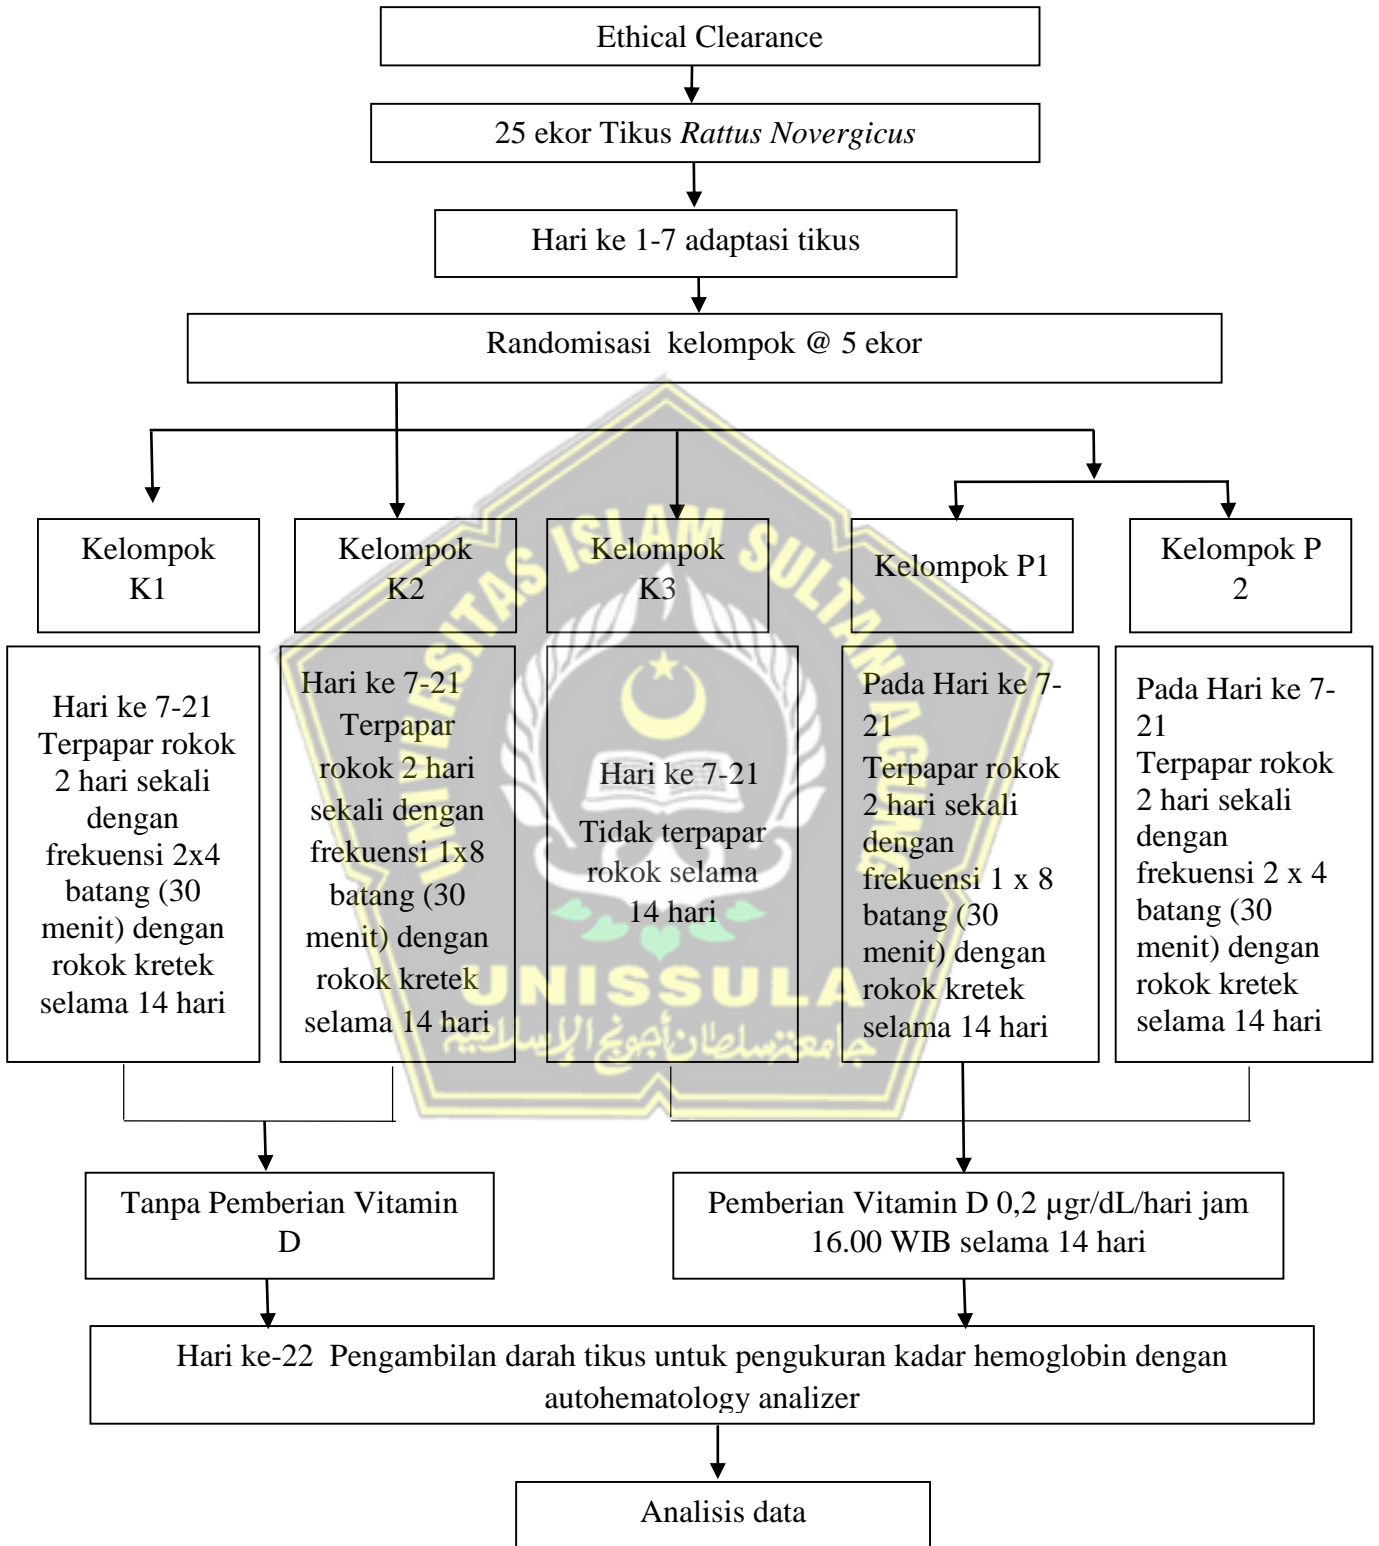 Ethical Clearance
25 ekor Tikus Rattus Novergicus
Hari ke 1-7 adaptasi tikus
Randomisasi kelompok @ 5 ekor
Kelompok
K1
Kelompok
K2
Kelompok
K3
Kelompok P1
Kelompok P
2
Hari ke 7-21
Terpapar rokok
2 hari sekali
dengan
frekuensi 2x4
batang (30
menit) dengan
rokok kretek
selama 14 hari
Hari ke 7-21
Terpapar
rokok 2 hari
sekali dengan
frekuensi 1x8
batang (30
menit) dengan
rokok kretek
selama 14 hari
Hari ke 7-21
Tidak terpapar
rokok selama
14 hari
Pada Hari ke 7-
21
Terpapar rokok
2 hari sekali
dengan
frekuensi 1 x 8
batang (30
menit) dengan
rokok kretek
selama 14 hari
Pada Hari ke 7-
21
Terpapar rokok
2 hari sekali
dengan
frekuensi 2 x 4
batang (30
menit) dengan
rokok kretek
selama 14 hari
UNIVERSITAS ISLAM SULTAN AGUNG
UNISSULA
جامعة سلطان أجونج الإسلامية
Tanpa Pemberian Vitamin
D
Pemberian Vitamin D 0,2 µgr/dL/hari jam
16.00 WIB selama 14 hari
Hari ke-22 Pengambilan darah tikus untuk pengukuran kadar hemoglobin dengan
autohematology analizer
Analisis data